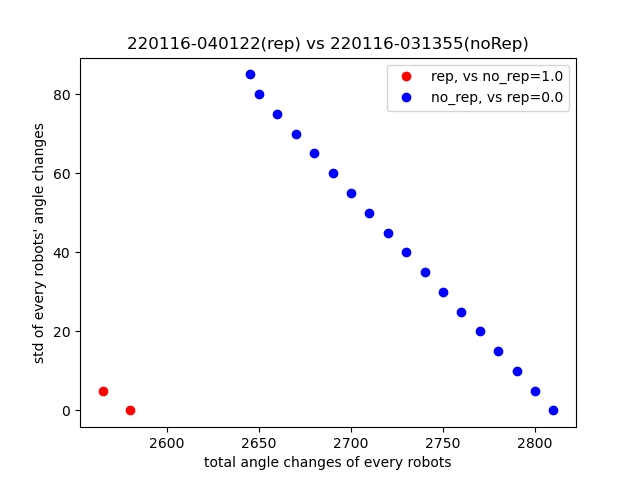 220116-040122(rep) vs 220116-031355(noRep)
rep, vs no_rep=1.0
no_rep, vs rep=0.0
std of every robots' angle changes
80
60
40
20
0
2600 2650 2700 2750 2800
total angle changes of every robots